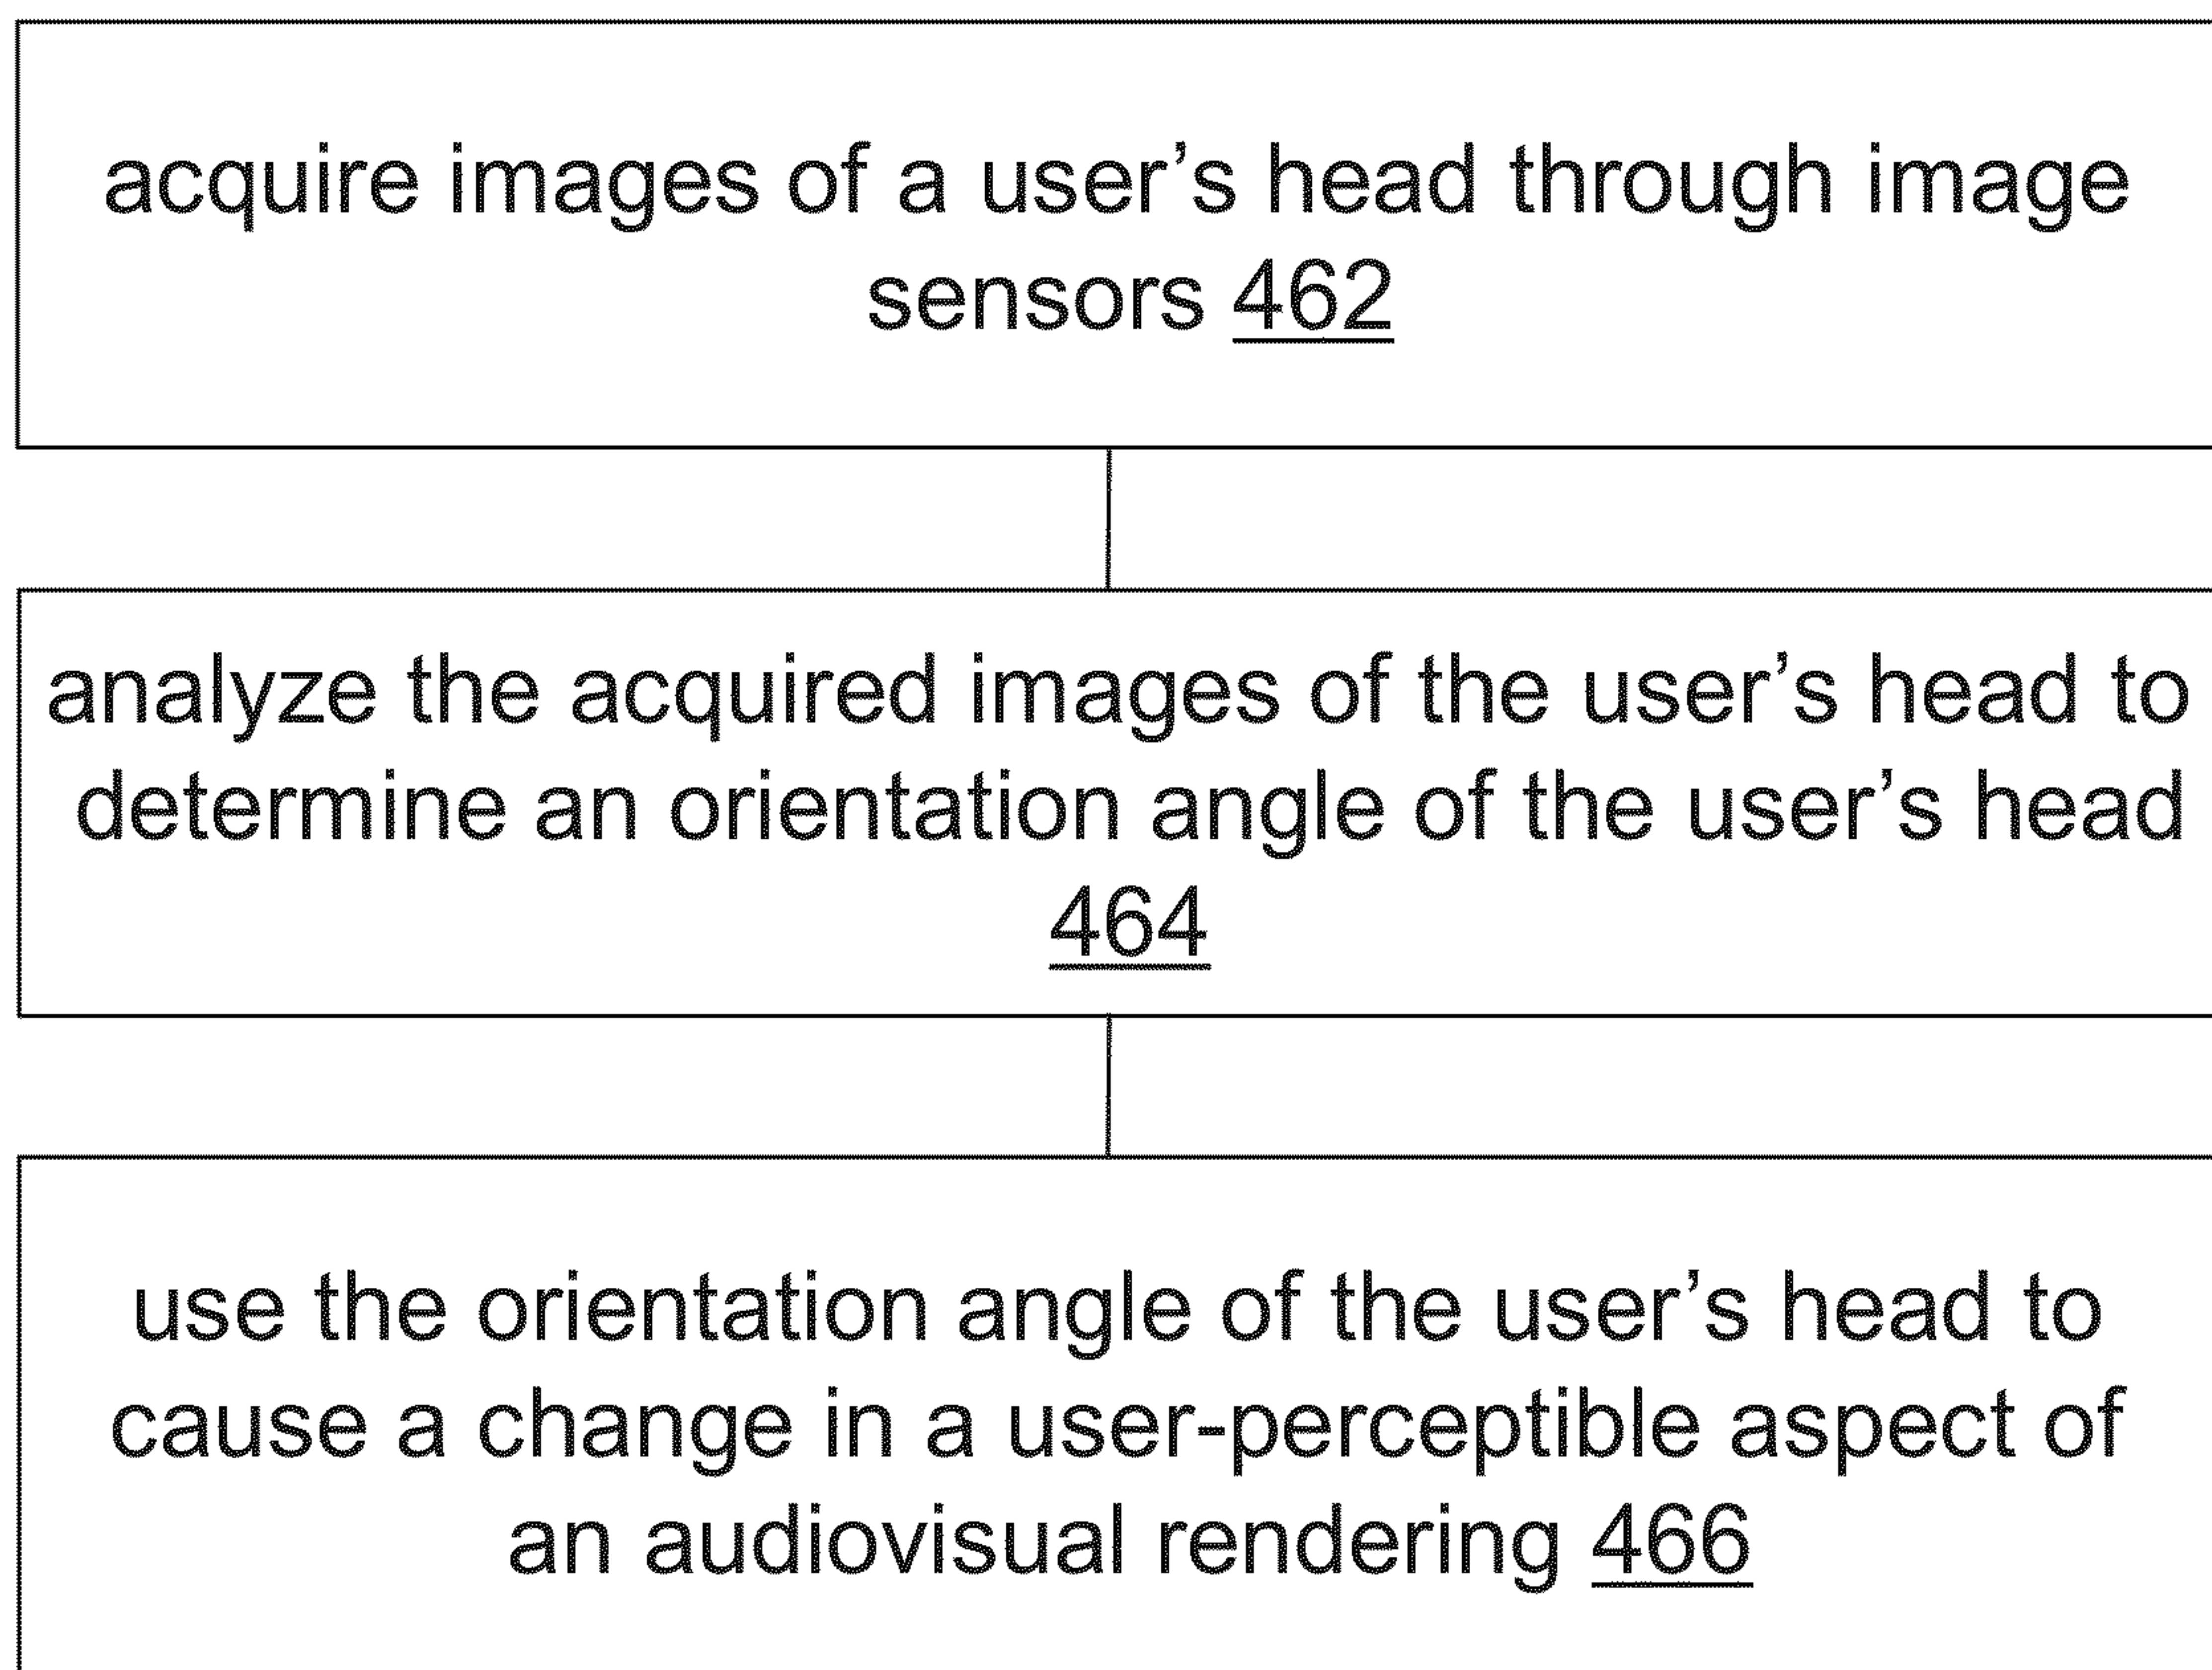 acquire images of a user’s head through image
sensors 462
analyze the acquired images of the user’s head to
determine an orientation angle of the user’s head
464
use the orientation angle of the user’s head to
cause a change in a user-perceptible aspect of
an audiovisual rendering 466